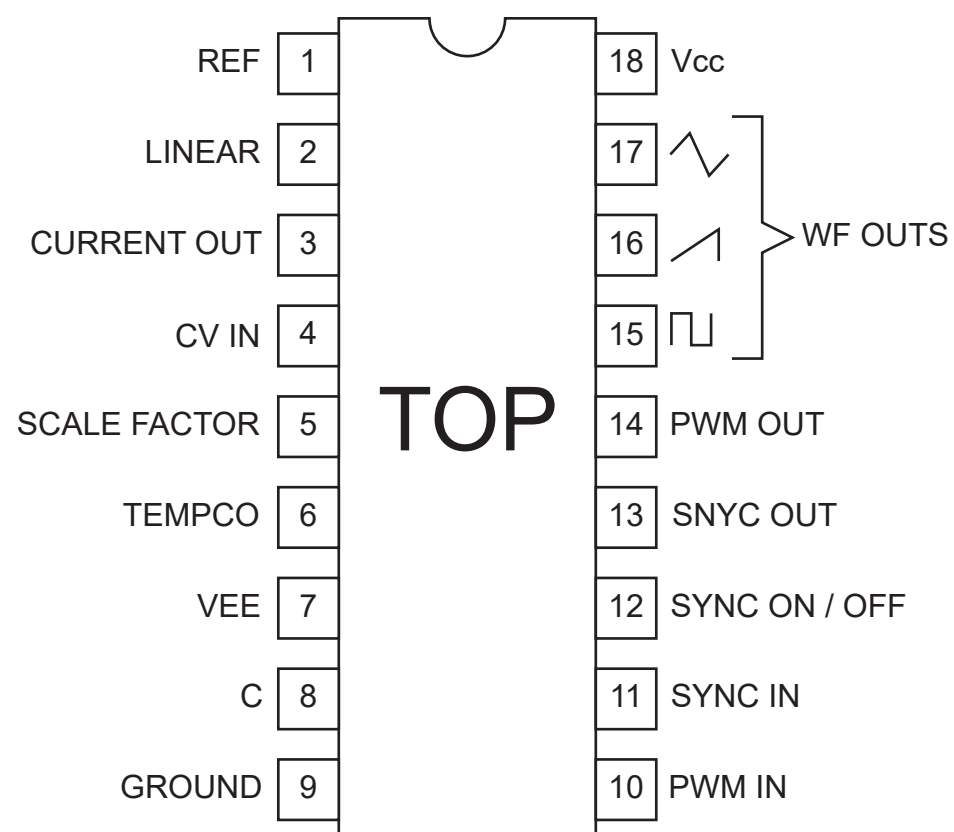 REF 1 18 Vcc
LINEAR 2 17
CURRENT OUT 3 16 WF OUTS
CV IN 4 15
SCALE FACTOR 5 TOP 14 PWM OUT
TEMPCO 6 13 SNYC OUT
VEE 7 12 SYNC ON / OFF
C 8 11 SYNC IN
GROUND 9 10 PWM IN